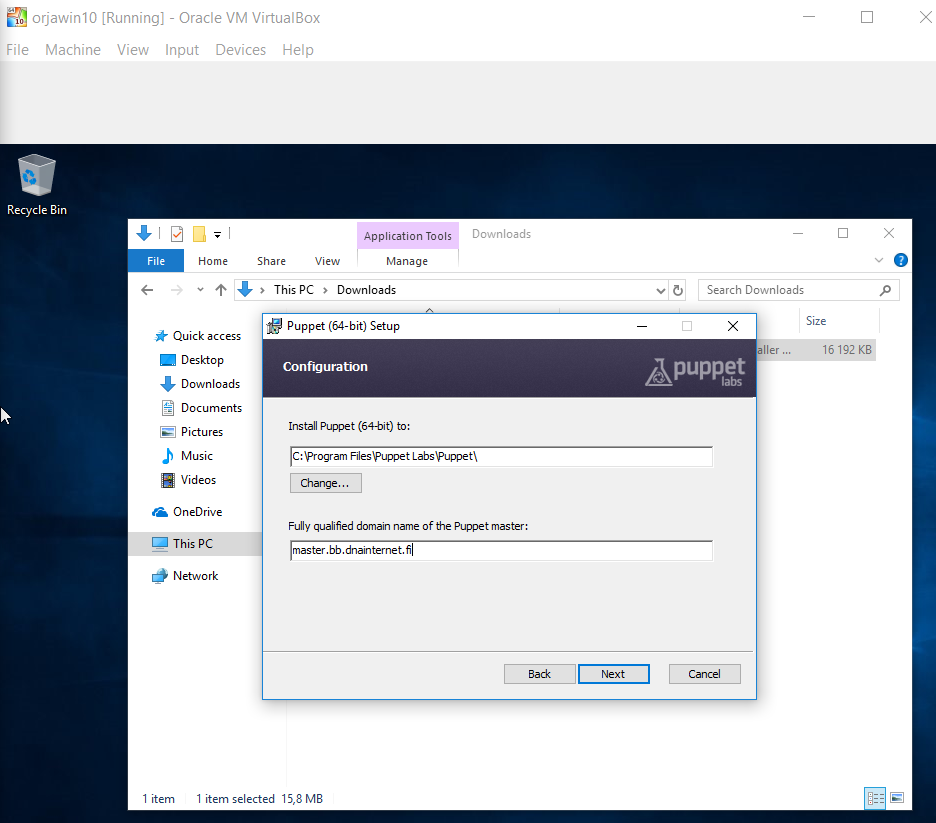 orjawin10 [Running] - Oracle VM VirtualBox
File Machine View Input Devices Help
Recycle Bin
Application Tools Downloads
File Home Share View Manage
This PC Downloads Search Downloads
Size
Quick access
Desktop
Downloads
Documents
Pictures
Music
Videos
OneDrive
This PC
Network
aller ... 16 192 KB
Puppet (64-bit) Setup
Configuration
puppet
labs
Install Puppet (64-bit) to:
C:\Program Files\Puppet Labs\Puppet\
Change...
Fully qualified domain name of the Puppet master:
master.bb.dnainternet.fi
Back Next Cancel
1 item 1 item selected 15,8 MB